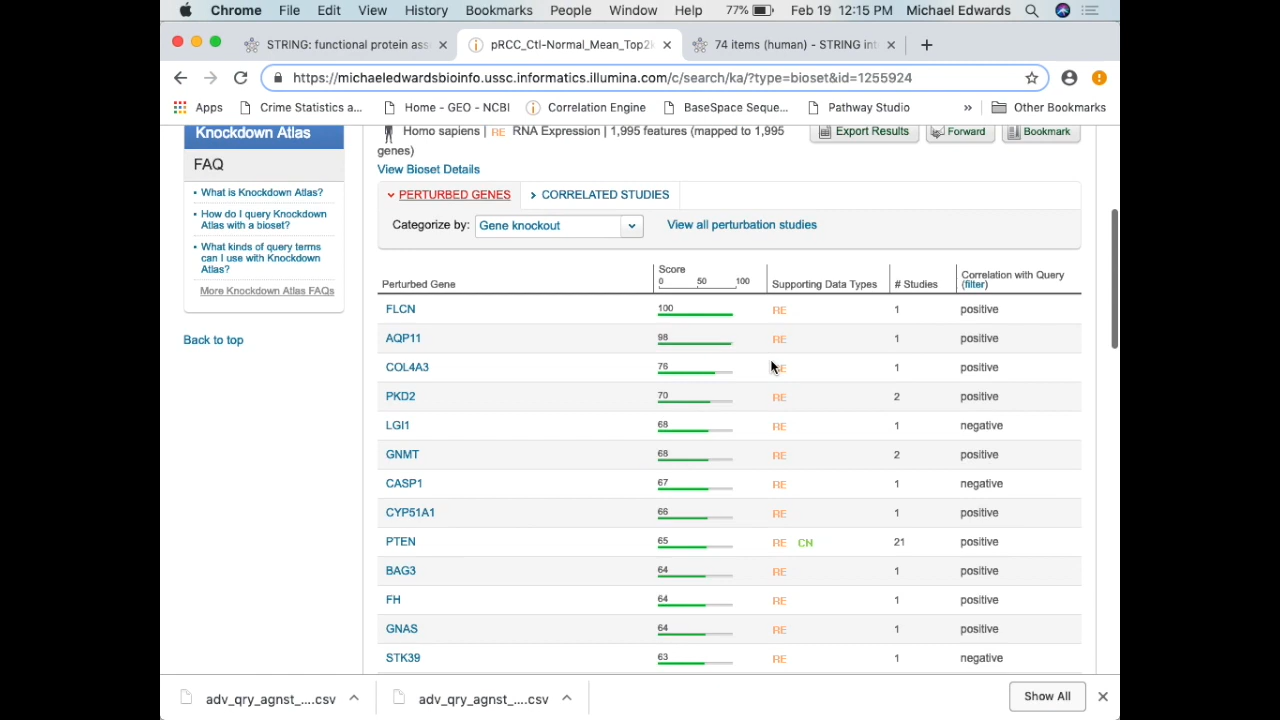 Chrome File Edit View History Bookmarks People Window Help 77% Feb 19 12:15 PM Michael Edwards
STRING: functional protein ass
pRCC_Ctl-Normal_Mean_Top2
74 items (human) - STRING int
https://michaeledwardsbioinfo.ussc.informatics.illumina.com/c/search/ka/?type=bioset&id=1255924
Apps Crime Statistics a... Home - GEO - NCBI Correlation Engine BaseSpace Seque... Pathway Studio » Other Bookmarks
Knockdown Atlas
FAQ
What is Knockdown Atlas?
How do I query Knockdown
Atlas with a bioset?
What kinds of query terms
can I use with Knockdown
Atlas?
More Knockdown Atlas FAQs
Back to top
Homo sapiens | RE RNA Expression | 1,995 features (mapped to 1,995
genes)
Export Results Forward Bookmark
View Bioset Details
PERTURBED GENES CORRELATED STUDIES
Categorize by: Gene knockout View all perturbation studies
Perturbed Gene
Score
0 50 100
Supporting Data Types
# Studies
Correlation with Query
(filter)
FLCN 100 RE 1 positive
AQP11 98 RE 1 positive
COL4A3 76 1 positive
PKD2 70 RE 2 positive
LGI1 68 RE 1 negative
GNMT 68 RE 2 positive
CASP1 67 RE 1 negative
CYP51A1 66 RE 1 positive
PTEN 65 RE CN 21 positive
BAG3 64 RE 1 positive
FH 64 RE 1 positive
GNAS 64 RE 1 positive
STK39 63 RE 1 negative
adv_qry_agnst_....csv
adv_qry_agnst_....csv
Show All